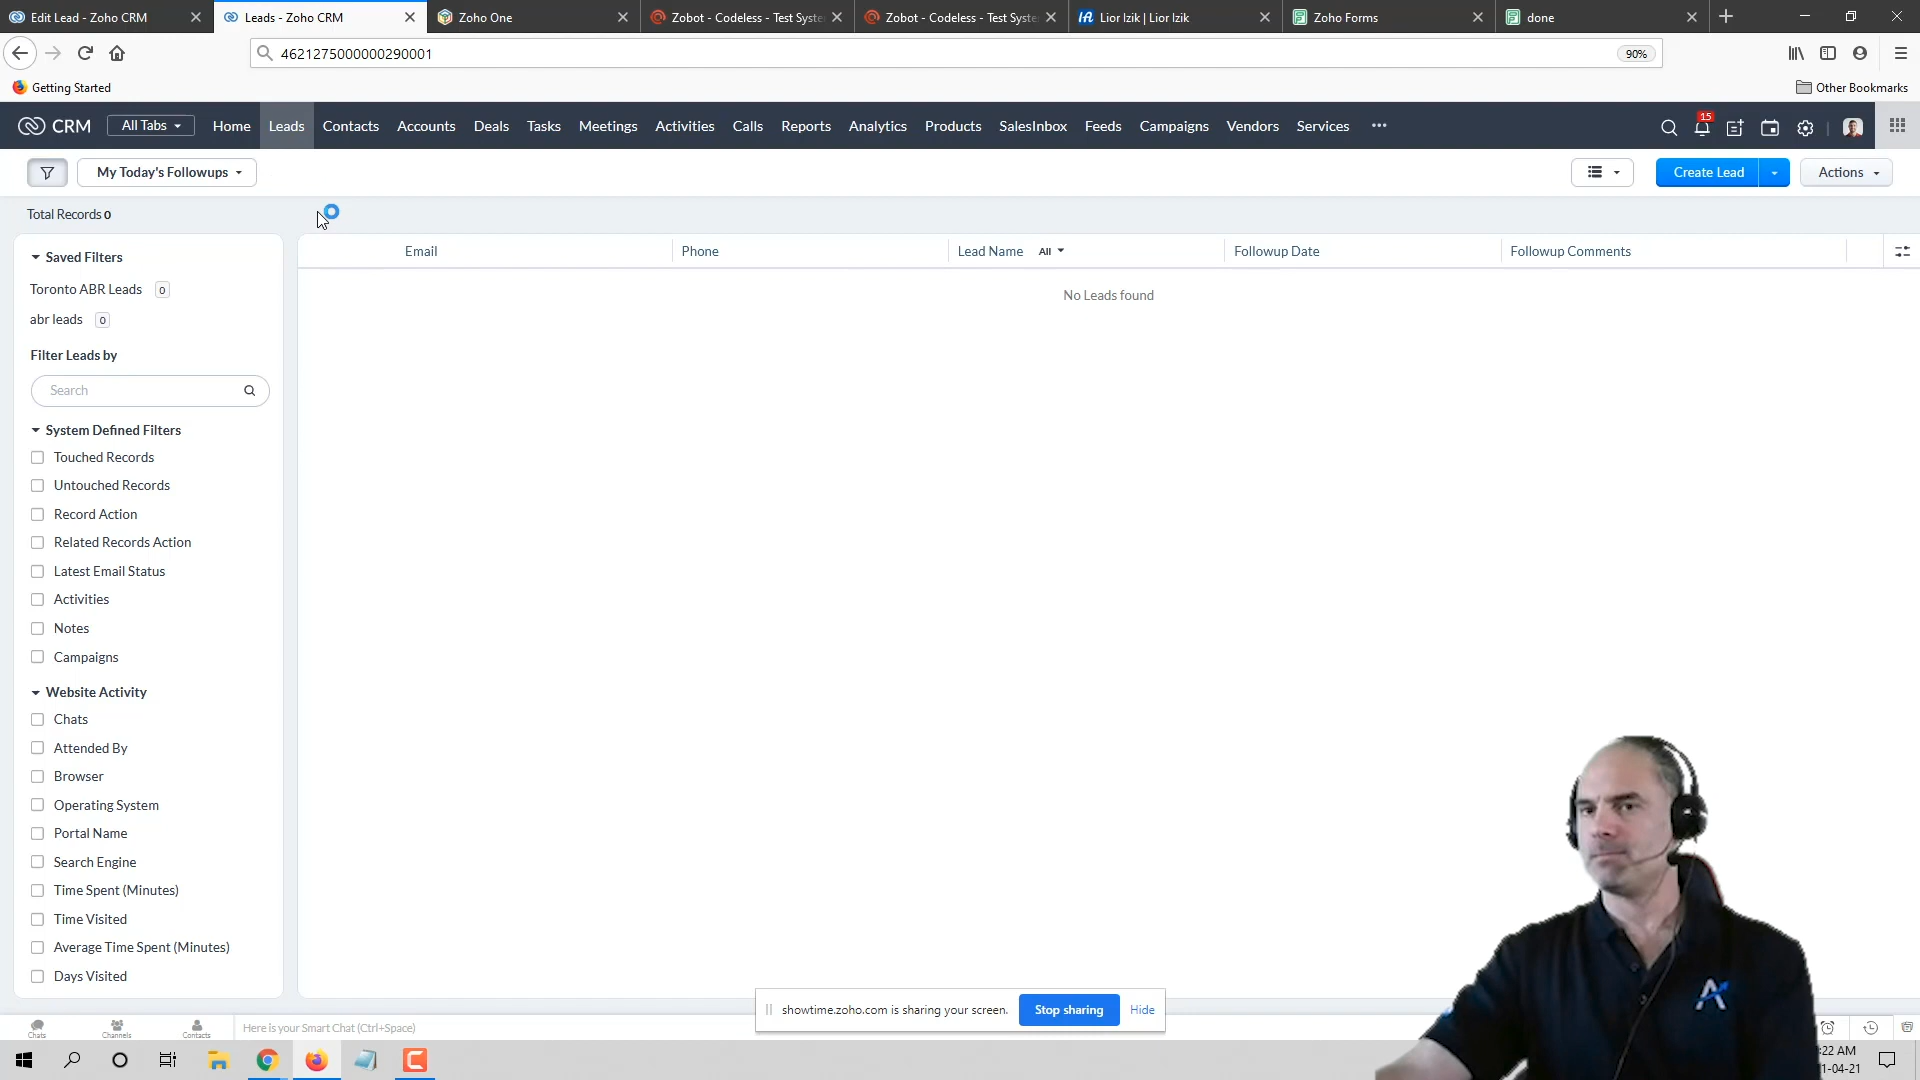 Edit Lead - Zoho CRM
Leads - Zoho CRM
Zoho One
Zobot - Codeless - Test Syste
Zobot - Codeless - Test Syste
Lior Izik | Lior Izik
Zoho Forms
done
4621275000000290001
90%
Getting Started
Other Bookmarks
CRM
All Tabs
Home
Leads
Contacts
Accounts
Deals
Tasks
Meetings
Activities
Calls
Reports
Analytics
Products
SalesInbox
Feeds
Campaigns
Vendors
Services
15
My Today's Followups
Create Lead
Actions
Total Records 0
Saved Filters
Toronto ABR Leads 0
abr leads 0
Filter Leads by
Search
System Defined Filters
Touched Records
Untouched Records
Record Action
Related Records Action
Latest Email Status
Activities
Notes
Campaigns
Website Activity
Chats
Attended By
Browser
Operating System
Portal Name
Search Engine
Time Spent (Minutes)
Time Visited
Average Time Spent (Minutes)
Days Visited
Email
Phone
Lead Name All
Followup Date
Followup Comments
No Leads found
showtime.zoho.com is sharing your screen.
Stop sharing
Hide
Chats
Channels
Contacts
Here is your Smart Chat (Ctrl+Space)
:22 AM
1-04-21